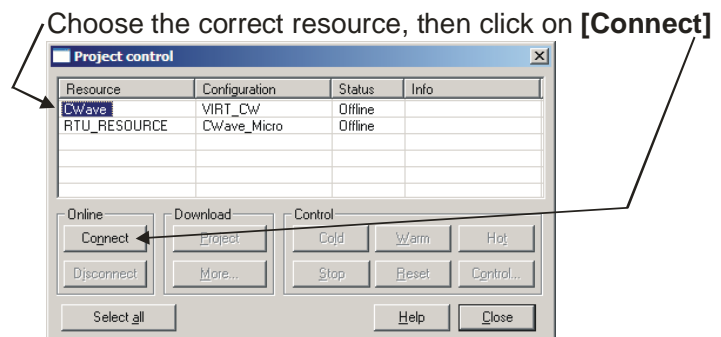 Choose the correct resource, then click on [Connect]
Project control
Resource Configuration Status Info
CWave VIRT_CW Offline
RTU_RESOURCE CWave_Micro Offline
Online Download Control
Connect Project Cold Warm Hot
Disconnect More... Stop Reset Control...
Select all Help Close